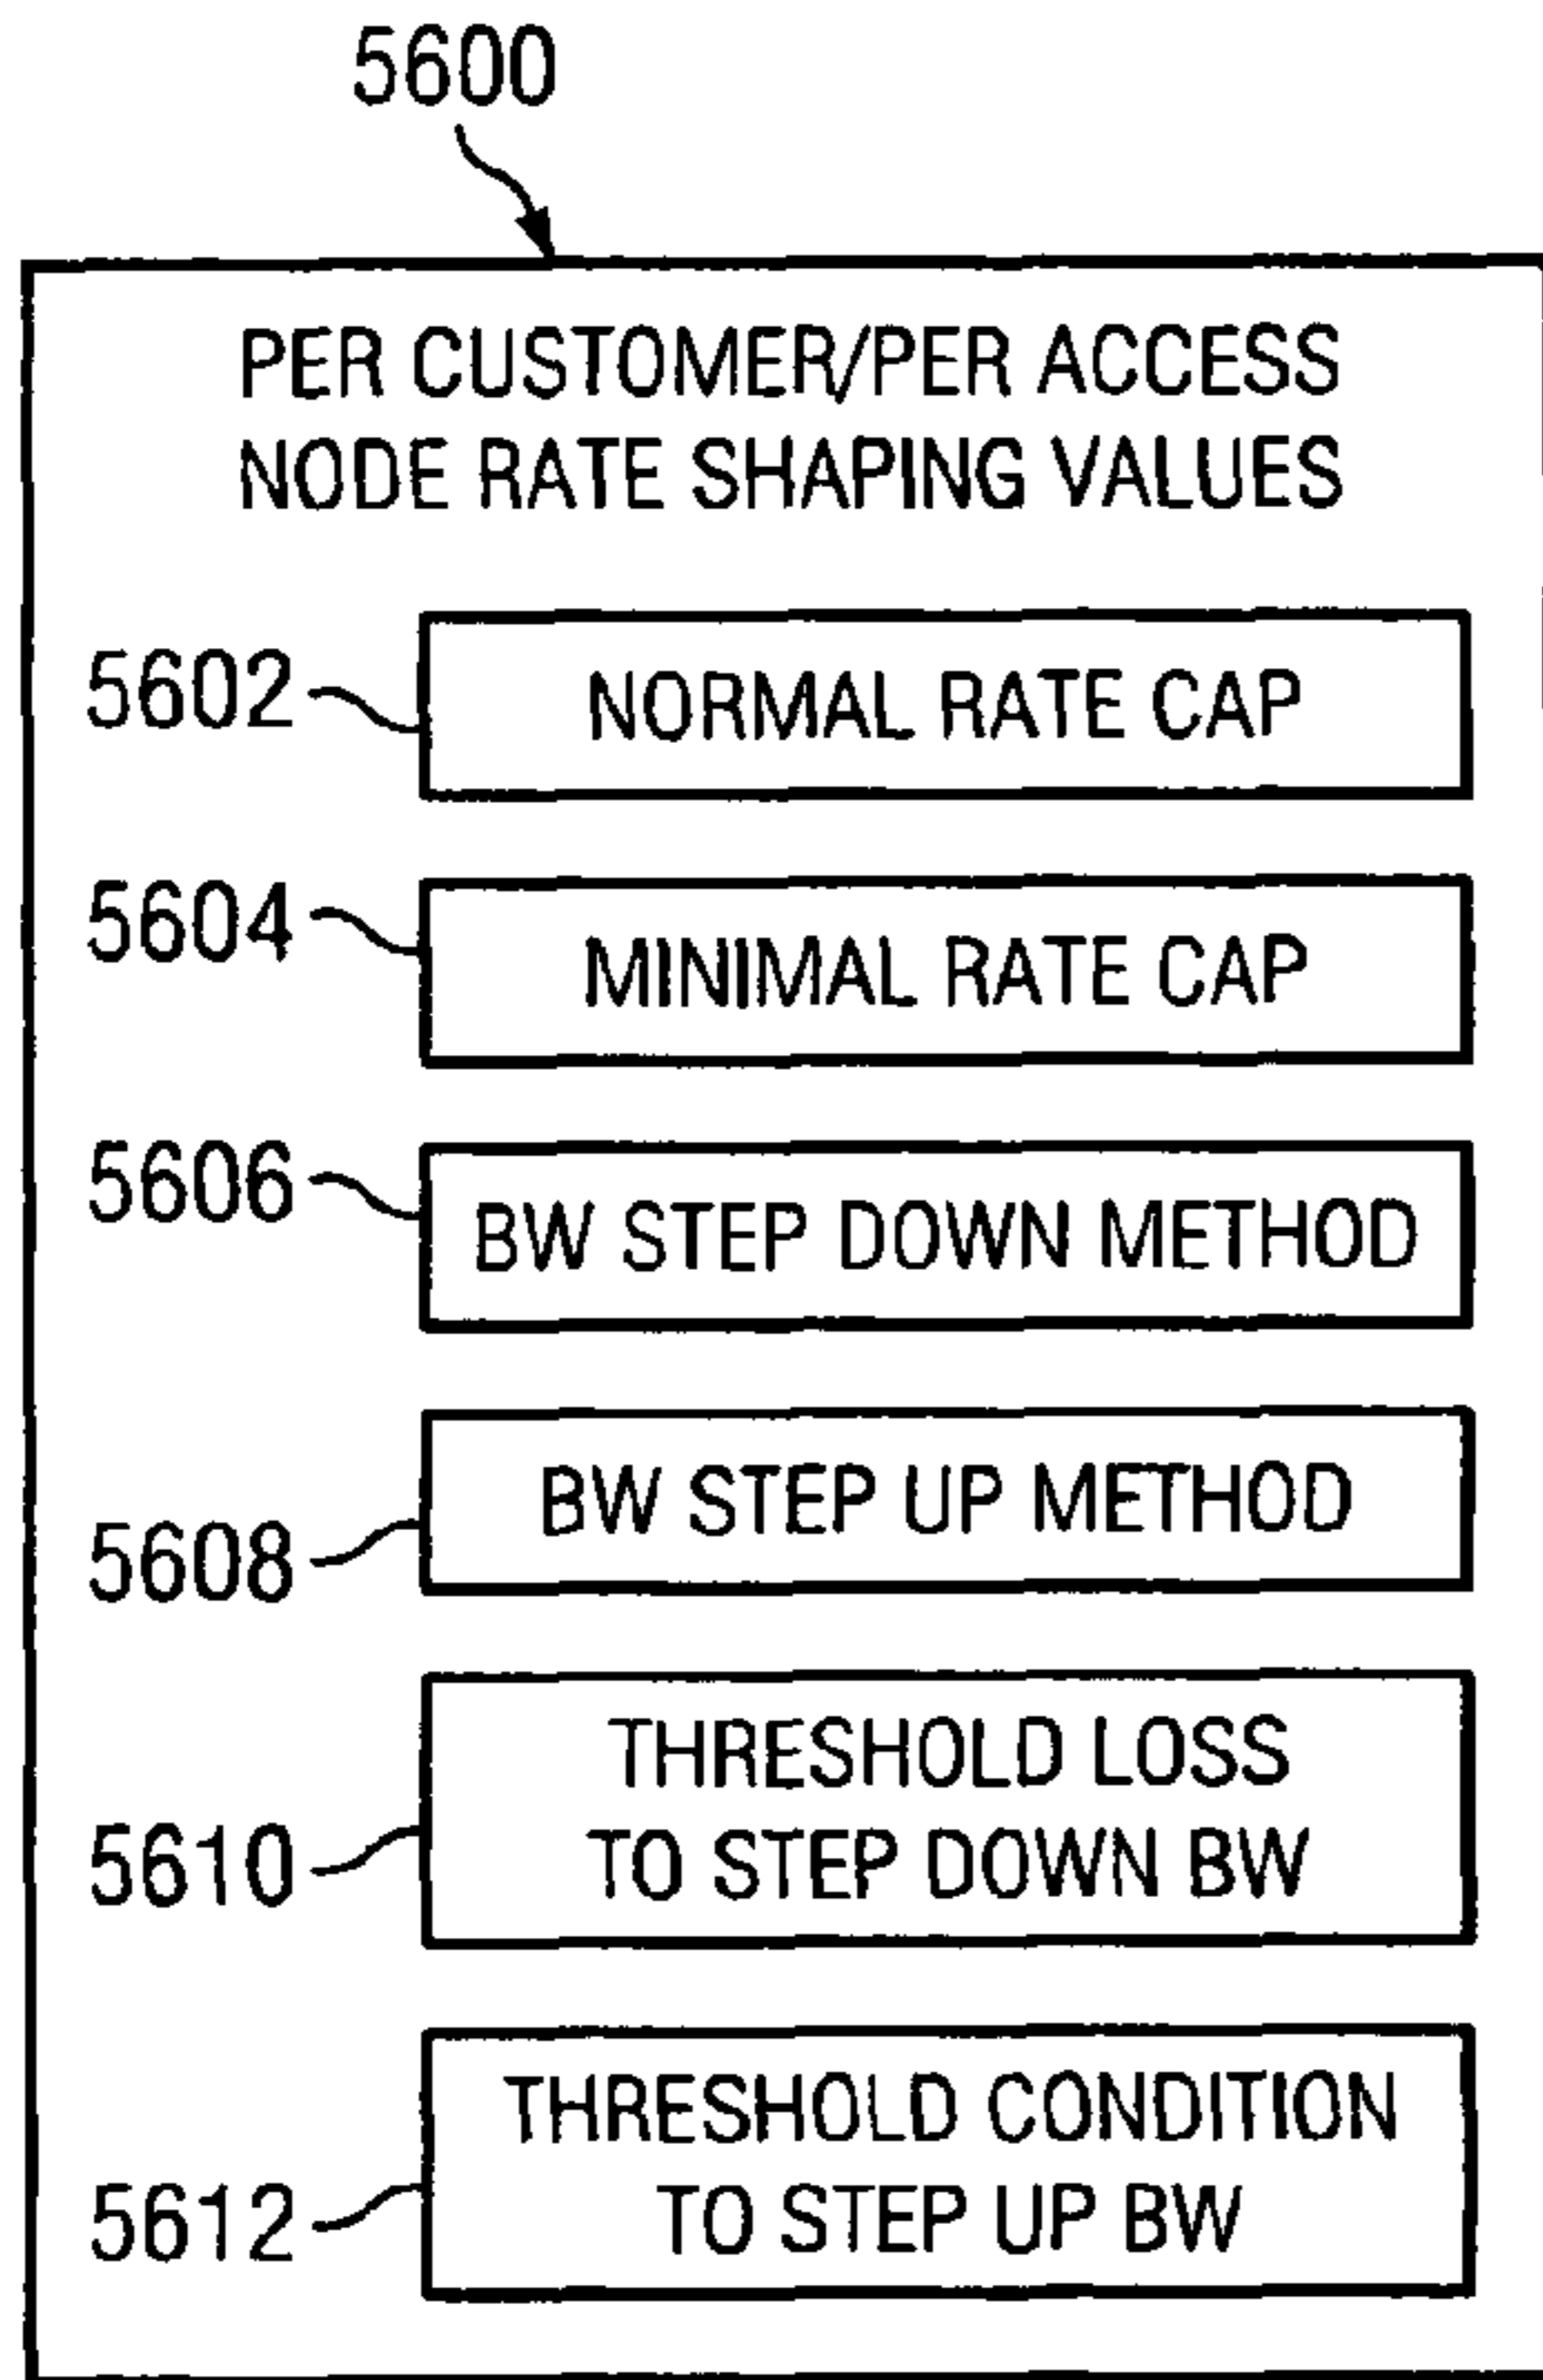 5600
PER CUSTOMER/PER ACCESS
NODE RATE SHAPING VALUES
5602
NORMAL RATE CAP
5604
MINIMAL RATE CAP
5606
BW STEP DOWN METHOD
5608
BW STEP UP METHOD
5610
THRESHOLD LOSS
TO STEP DOWN BW
5612
THRESHOLD CONDITION
TO STEP UP BW